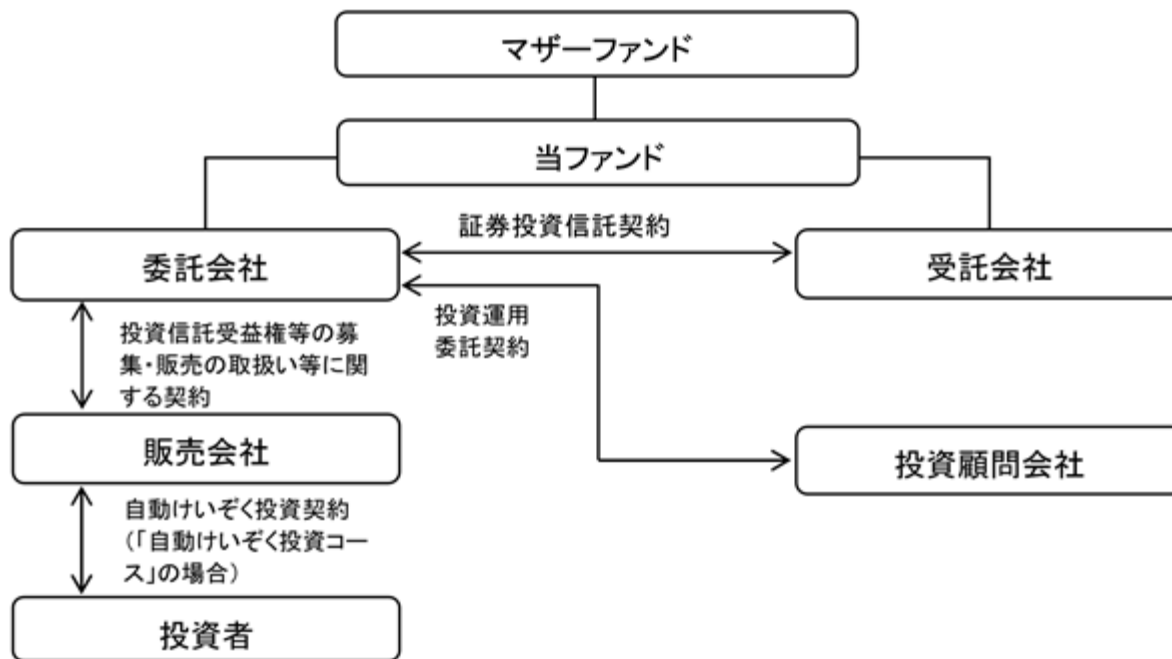 マザーファンド
当ファンド
証券投資信託契約
委託会社
受託会社
投資運用
委託契約
投資信託受益権等の募
集・販売の取扱い等に関
する契約
販売会社
投資顧問会社
自動けいぞく投資契約
(「自動けいぞく投資コー
ス」の場合)
投資者